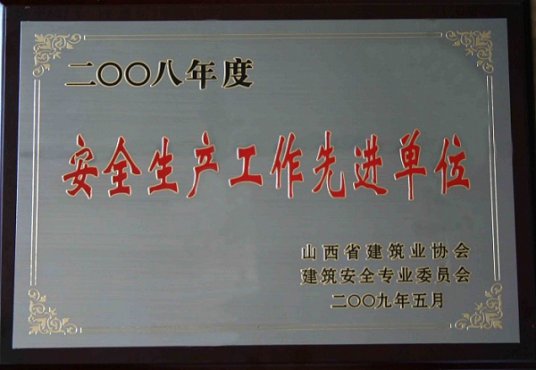 二〇〇八年度
安全生产工作先进单位
山西省建筑业协会
建筑安全专业委员会
二〇〇九年五月